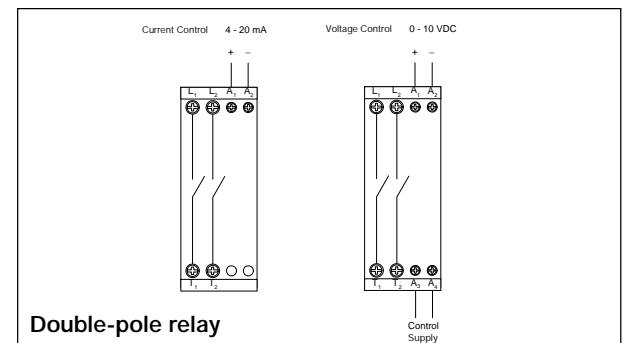 Current Control 4 - 20 mA Voltage Control 0 - 10 VDC
+ – + –
L1 L2 A1 A2 L1 L2 A1 A2
T1 T2 T1 T2 A3 A4
Double-pole relay
Control
Supply